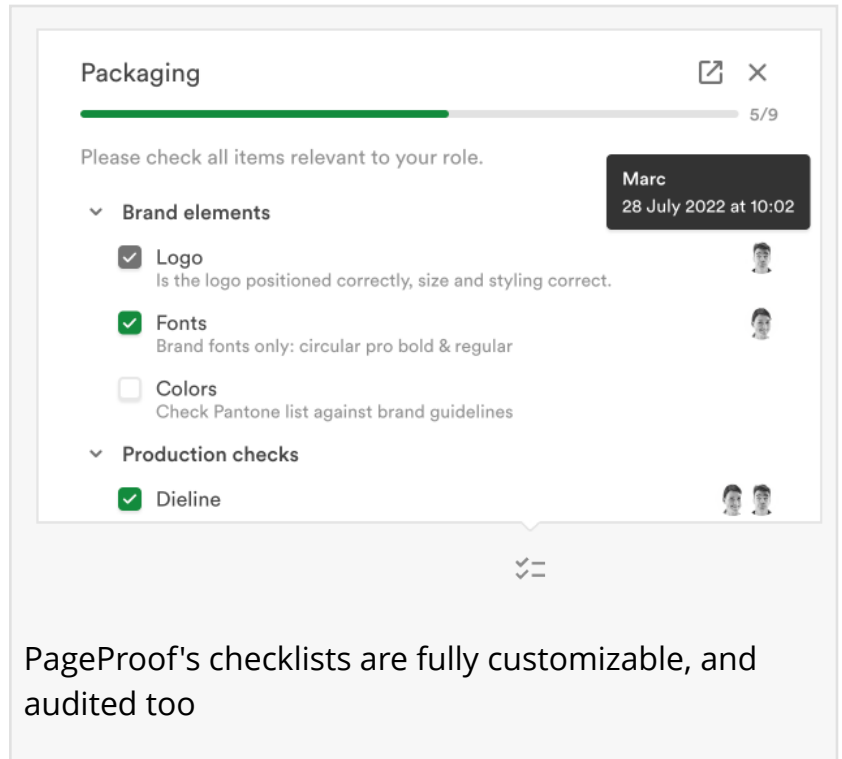 Packaging
5/9
Please check all items relevant to your role.
Marc
28 July 2022 at 10:02
Brand elements
Logo
Is the logo positioned correctly, size and styling correct.
Fonts
Brand fonts only: circular pro bold & regular
Colors
Check Pantone list against brand guidelines
Production checks
Dieline
PageProof's checklists are fully customizable, and
audited too